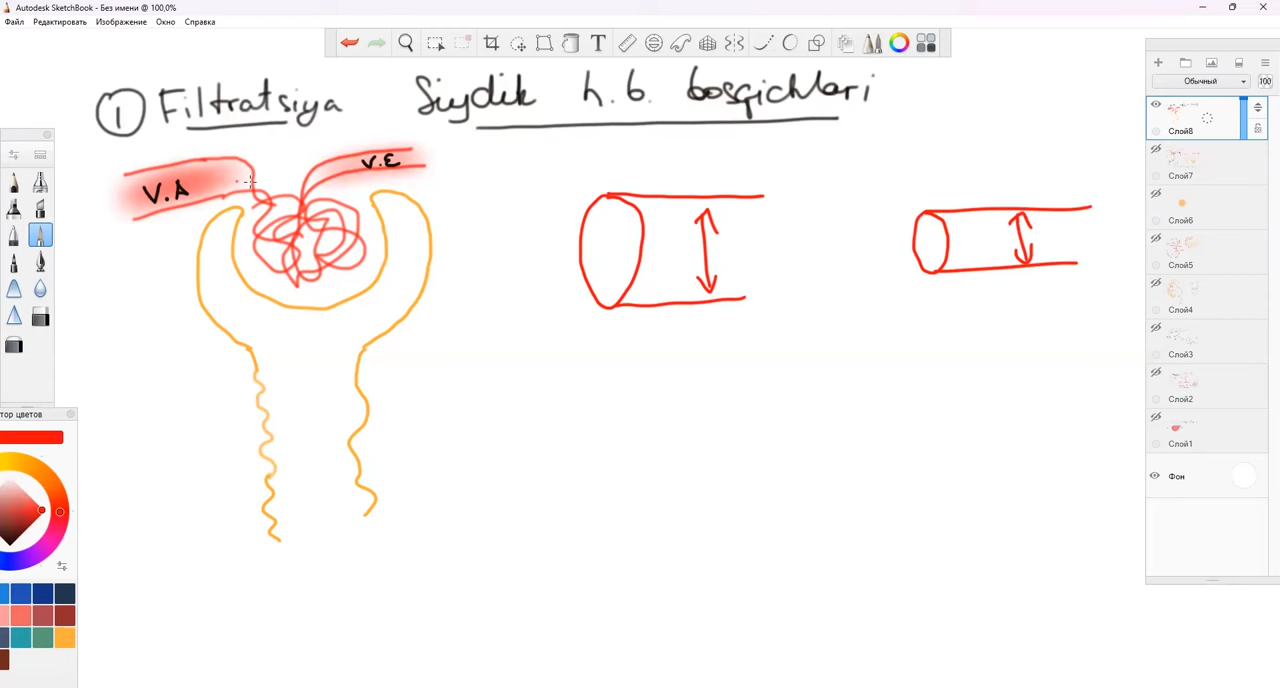 Autodesk SketchBook - Без имени @ 100,0%
Файл Редактировать Изображение Окно Справка
T
Обычный 100
① Filtratsiya Siydik h.b. bosqichlari
V.A V.E
Слой8
Слой7
Слой6
Слой5
Слой4
Слой3
Слой2
Слой1
Фон
тор цветов